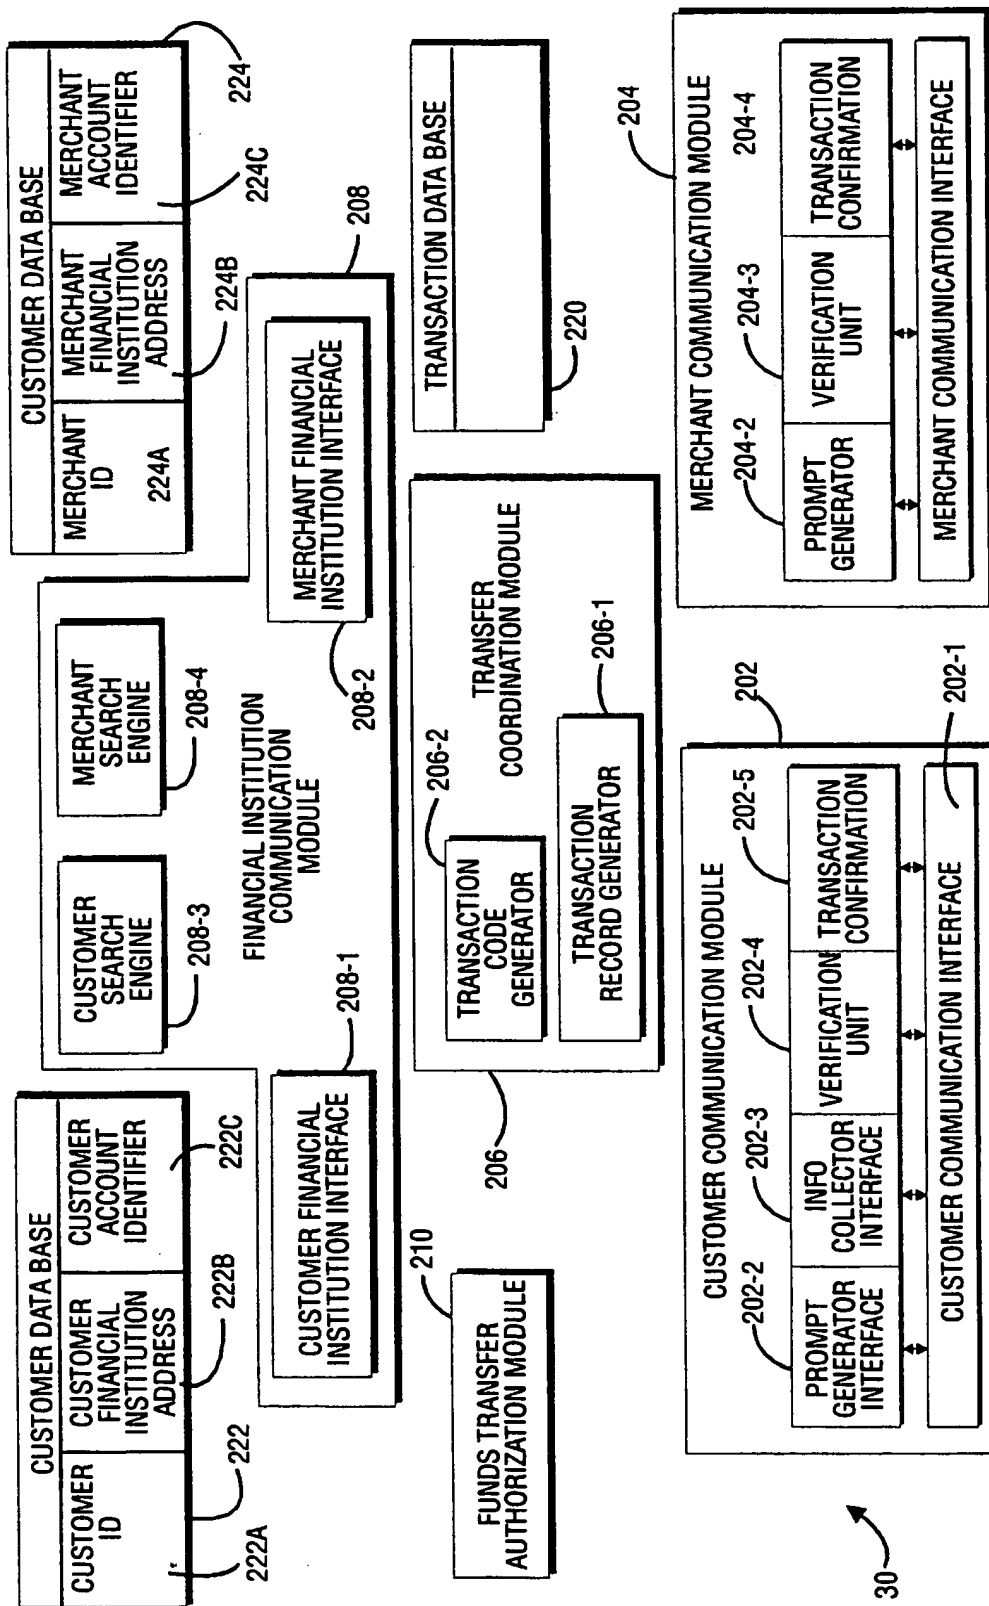 CUSTOMER DATA BASE
CUSTOMER
ID
222A
CUSTOMER
FINANCIAL
INSTITUTION
ADDRESS
222B
CUSTOMER
ACCOUNT
IDENTIFIER
222C
222
CUSTOMER
SEARCH
ENGINE
208-3
MERCHANT
SEARCH
ENGINE
208-4
FINANCIAL INSTITUTION
COMMUNICATION
MODULE
208-1
CUSTOMER FINANCIAL
INSTITUTION INTERFACE
208-2
MERCHANT FINANCIAL
INSTITUTION INTERFACE
208
CUSTOMER DATA BASE
MERCHANT
ID
224A
MERCHANT
FINANCIAL
INSTITUTION
ADDRESS
224B
MERCHANT
ACCOUNT
IDENTIFIER
224C
224
210
FUNDS TRANSFER
AUTHORIZATION MODULE
206
TRANSACTION
CODE
GENERATOR
206-2
TRANSFER
COORDINATION MODULE
TRANSACTION
RECORD GENERATOR
206-1
TRANSACTION DATA BASE
220
30
CUSTOMER COMMUNICATION MODULE
202
202-2
202-3
202-4
202-5
PROMPT
GENERATOR
INTERFACE
INFO
COLLECTOR
INTERFACE
VERIFICATION
UNIT
TRANSACTION
CONFIRMATION
CUSTOMER COMMUNICATION INTERFACE
202-1
MERCHANT COMMUNICATION MODULE
204
204-2
204-3
204-4
PROMPT
GENERATOR
VERIFICATION
UNIT
TRANSACTION
CONFIRMATION
MERCHANT COMMUNICATION INTERFACE